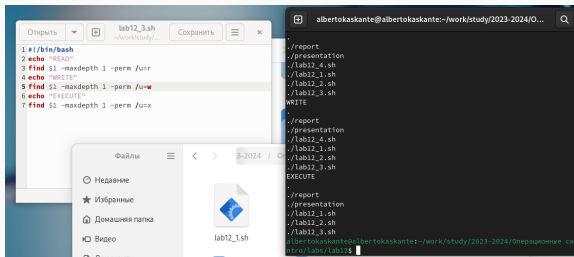 Открыть
lab12_3.sh
~/work/study/...
Сохранить
1 #!/bin/bash
2 echo "READ"
3 find $1 -maxdepth 1 -perm /u=r
4 echo "WRITE"
5 find $1 -maxdepth 1 -perm /u=w
6 echo "EXECUTE"
7 find $1 -maxdepth 1 -perm /u=x
Файлы
3-2024 /
Недавние
Избранные
Домашняя папка
Видео
lab12_1.sh
albertokaskante@albertokaskante:~/work/study/2023-2024/О...
.
./report
./presentation
./lab12_4.sh
./lab12_1.sh
./lab12_2.sh
./lab12_3.sh
WRITE
.
./report
./presentation
./lab12_4.sh
./lab12_1.sh
./lab12_2.sh
./lab12_3.sh
EXECUTE
.
./report
./presentation
./lab12_1.sh
./lab12_2.sh
./lab12_3.sh
albertokaskante@albertokaskante:~/work/study/2023-2024/Операционные си
ntro/labs/lab12$